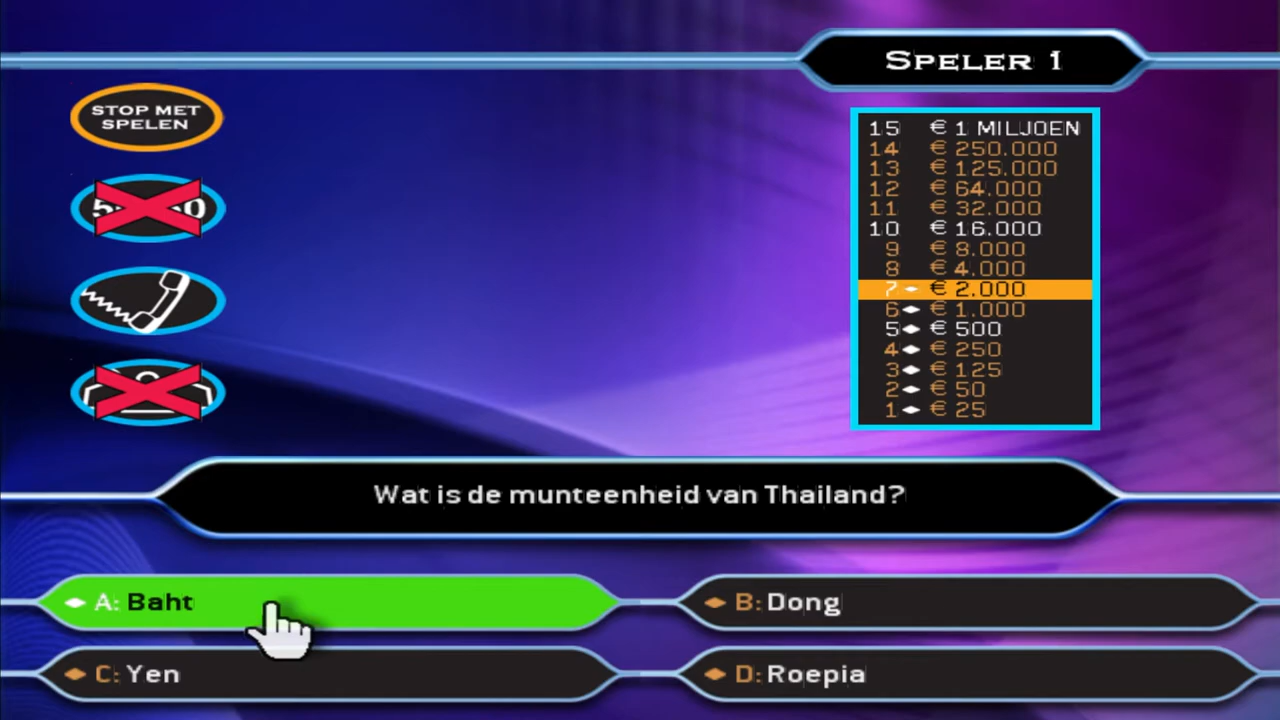 SPELER 1
STOP MET
SPELEN
15 € 1 MILJOEN
14 € 250.000
13 € 125.000
12 € 64.000
11 € 32.000
10 € 16.000
9 € 8.000
8 € 4.000
7 € 2.000
6 € 1.000
5 € 500
4 € 250
3 € 125
2 € 50
1 € 25
Wat is de munteenheid van Thailand?
A: Baht
B: Dong
C: Yen
D: Roepia